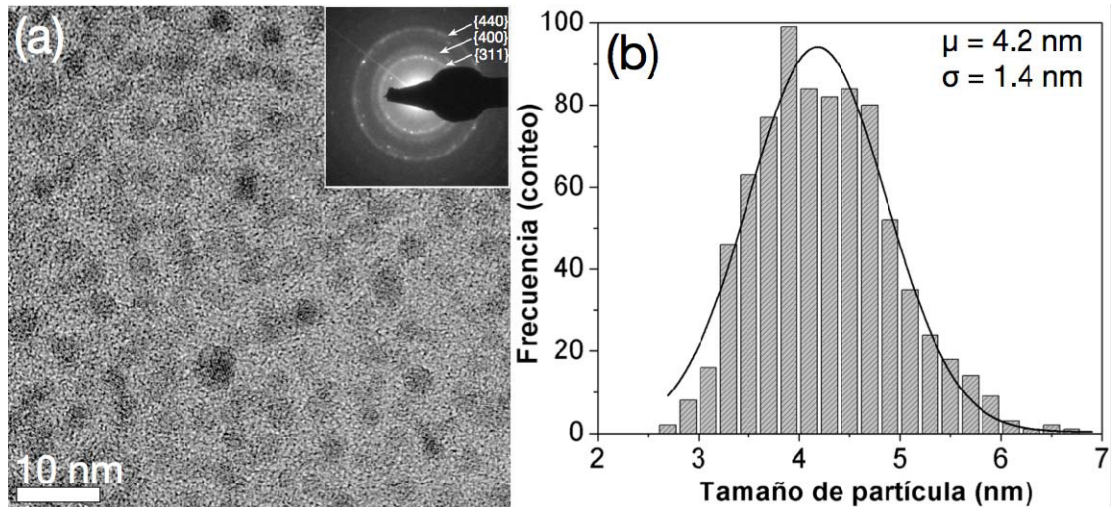 (a)
{440}
{400}
{311}
10 nm
(b)
μ = 4.2 nm
σ = 1.4 nm
Frecuencia (conteo)
100
80
60
40
20
0
2 3 4 5 6 7
Tamaño de partícula (nm)